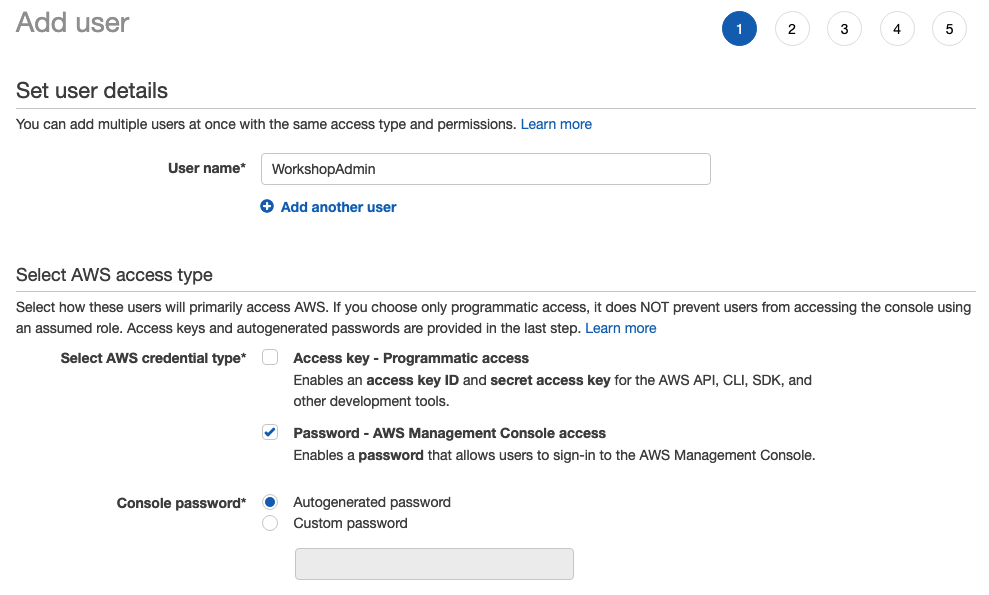 Add user
1 2 3 4 5
Set user details
You can add multiple users at once with the same access type and permissions. Learn more
User name* WorkshopAdmin
Add another user
Select AWS access type
Select how these users will primarily access AWS. If you choose only programmatic access, it does NOT prevent users from accessing the console using
an assumed role. Access keys and autogenerated passwords are provided in the last step. Learn more
Select AWS credential type* Access key - Programmatic access
Enables an access key ID and secret access key for the AWS API, CLI, SDK, and
other development tools.
Password - AWS Management Console access
Enables a password that allows users to sign-in to the AWS Management Console.
Console password* Autogenerated password
Custom password